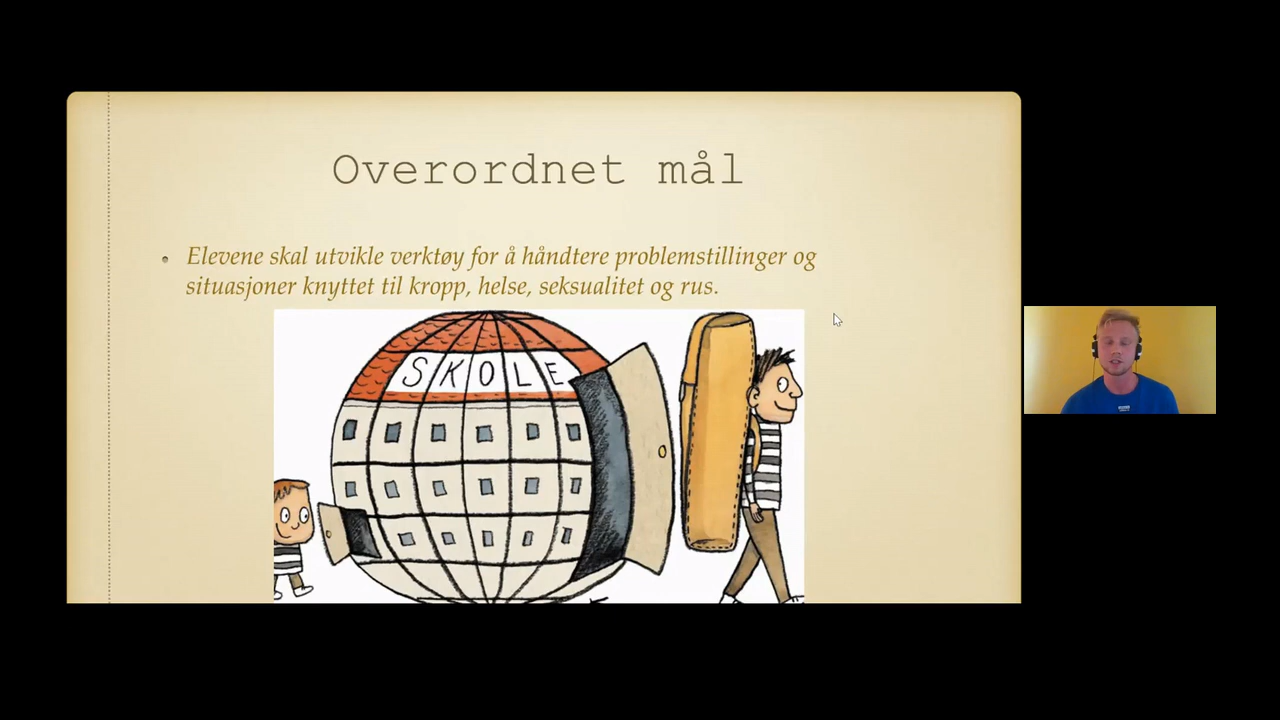 Overordnet mål
Elevene skal utvikle verktøy for å håndtere problemstillinger og
situasjoner knyttet til kropp, helse, seksualitet og rus.
SKOLE